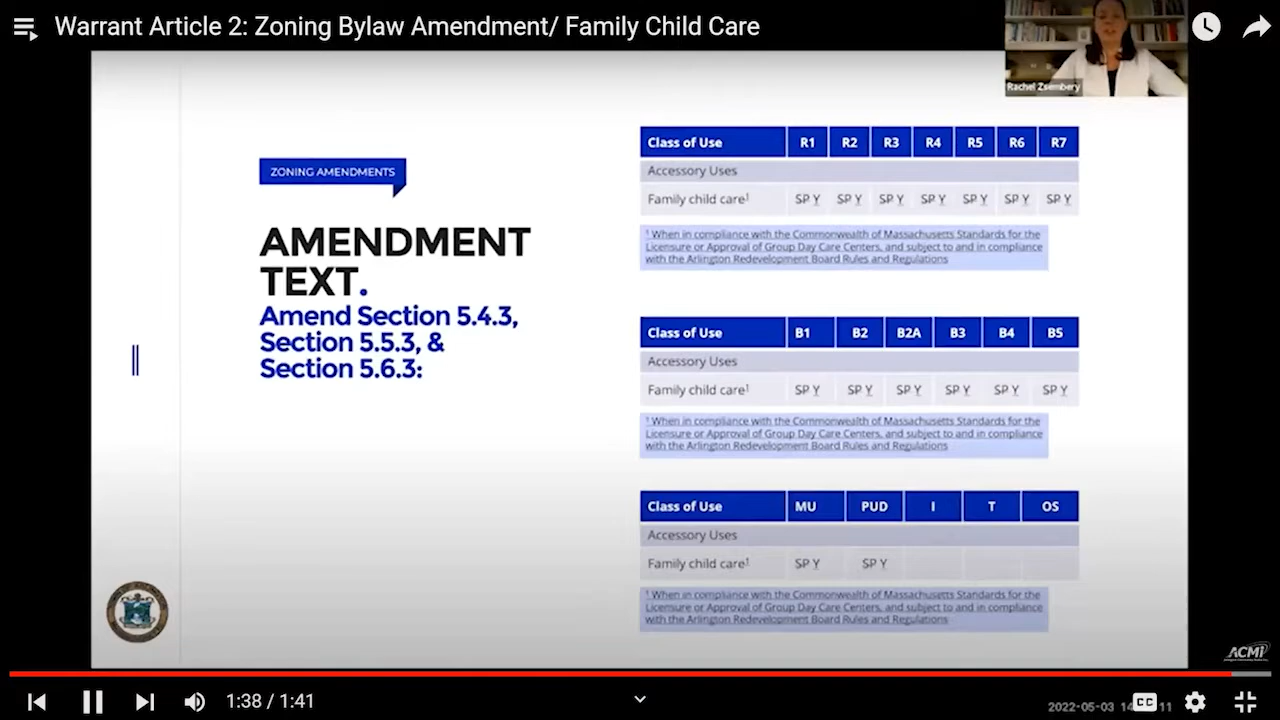 Warrant Article 2: Zoning Bylaw Amendment/ Family Child Care
Rachel Zsembery
ZONING AMENDMENTS
AMENDMENT
TEXT.
Amend Section 5.4.3,
Section 5.5.3, &
Section 5.6.3:
Class of Use R1 R2 R3 R4 R5 R6 R7
Accessory Uses
Family child care¹ SP Y SP Y SP Y SP Y SP Y SP Y SP Y
¹ When in compliance with the Commonwealth of Massachusetts Standards for the
Licensure or Approval of Group Day Care Centers, and subject to and in compliance
with the Arlington Redevelopment Board Rules and Regulations
Class of Use B1 B2 B2A B3 B4 B5
Accessory Uses
Family child care¹ SP Y SP Y SP Y SP Y SP Y SP Y
¹ When in compliance with the Commonwealth of Massachusetts Standards for the
Licensure or Approval of Group Day Care Centers, and subject to and in compliance
with the Arlington Redevelopment Board Rules and Regulations
Class of Use MU PUD I T OS
Accessory Uses
Family child care¹ SP Y SP Y
¹ When in compliance with the Commonwealth of Massachusetts Standards for the
Licensure or Approval of Group Day Care Centers, and subject to and in compliance
with the Arlington Redevelopment Board Rules and Regulations
ACMi
1:38 / 1:41
CC
2022-05-03 14 11